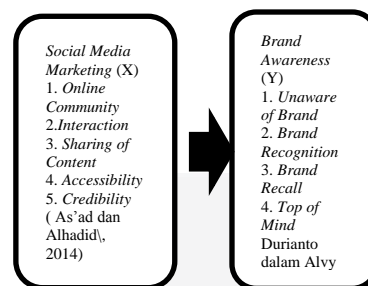 Social Media
Marketing (X)
1. Online
Community
2.Interaction
3. Sharing of
Content
4. Accessibility
5. Credibility
( As’ad dan
Alhadid\,
2014)
Brand
Awareness
(Y)
1. Unaware
of Brand
2. Brand
Recognition
3. Brand
Recall
4. Top of
Mind
Durianto
dalam Alvy